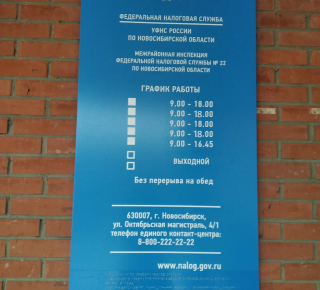 ФЕДЕРАЛЬНАЯ НАЛОГОВАЯ СЛУЖБА
УФНС РОССИИ
ПО НОВОСИБИРСКОЙ ОБЛАСТИ
МЕЖРАЙОННАЯ ИНСПЕКЦИЯ
ФЕДЕРАЛЬНОЙ НАЛОГОВОЙ СЛУЖБЫ № 22
ПО НОВОСИБИРСКОЙ ОБЛАСТИ
ГРАФИК РАБОТЫ
9.00 - 18.00
9.00 - 18.00
9.00 - 18.00
9.00 - 18.00
9.00 - 16.45
ВЫХОДНОЙ
Без перерыва на обед
630007, г. Новосибирск,
ул. Октябрьская магистраль, 4/1
телефон единого контакт-центра:
8-800-222-22-22
www.nalog.gov.ru